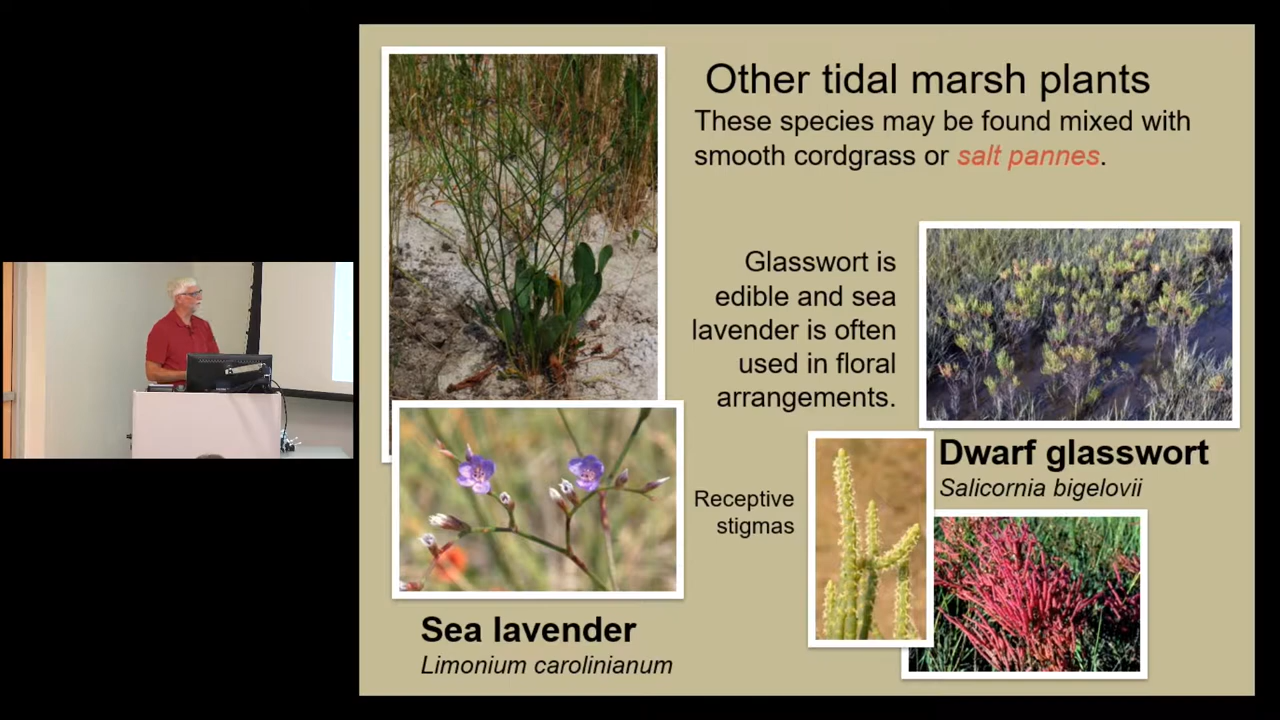 Other tidal marsh plants
These species may be found mixed with
smooth cordgrass or salt pannes.
Glasswort is
edible and sea
lavender is often
used in floral
arrangements.
Dwarf glasswort
Salicornia bigelovii
Receptive
stigmas
Sea lavender
Limonium carolinianum